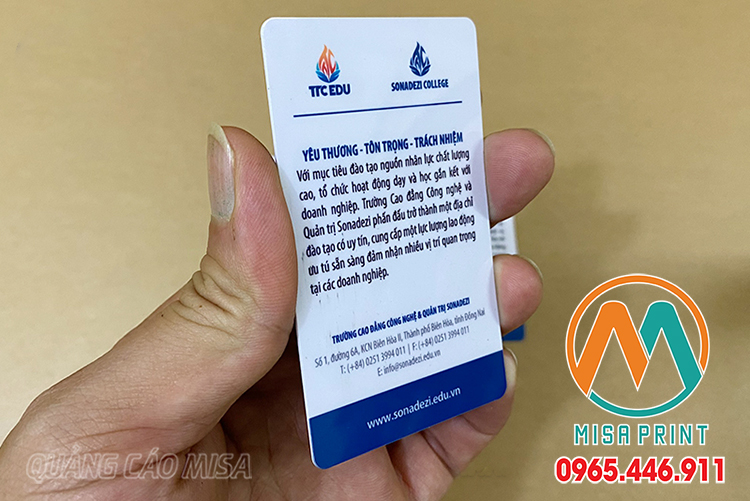 TTC EDU
SONADEZI COLLEGE
YÊU THƯƠNG - TÔN TRỌNG - TRÁCH NHIỆM
Với mục tiêu đào tạo nguồn nhân lực chất lượng
cao, tổ chức hoạt động dạy và học gắn kết với
doanh nghiệp. Trường Cao đẳng Công nghệ và
Quản trị Sonadezi phấn đấu trở thành một địa chỉ
đào tạo có uy tín, cung cấp một lực lượng lao động
ưu tú sẵn sàng đảm nhận nhiều vị trí quan trọng
tại các doanh nghiệp.
TRƯỜNG CAO ĐẲNG CÔNG NGHỆ & QUẢN TRỊ SONADEZI
Số 1, đường 6A, KCN Biên Hòa II, Thành phố Biên Hòa, tỉnh Đồng Nai
T: (+84) 0251 3994 011 | F: (+84) 0251 3994 011
E: info@sonadezi.edu.vn
www.sonadezi.edu.vn
QUẢNG CÁO MISA
MISA PRINT
0965.446.911